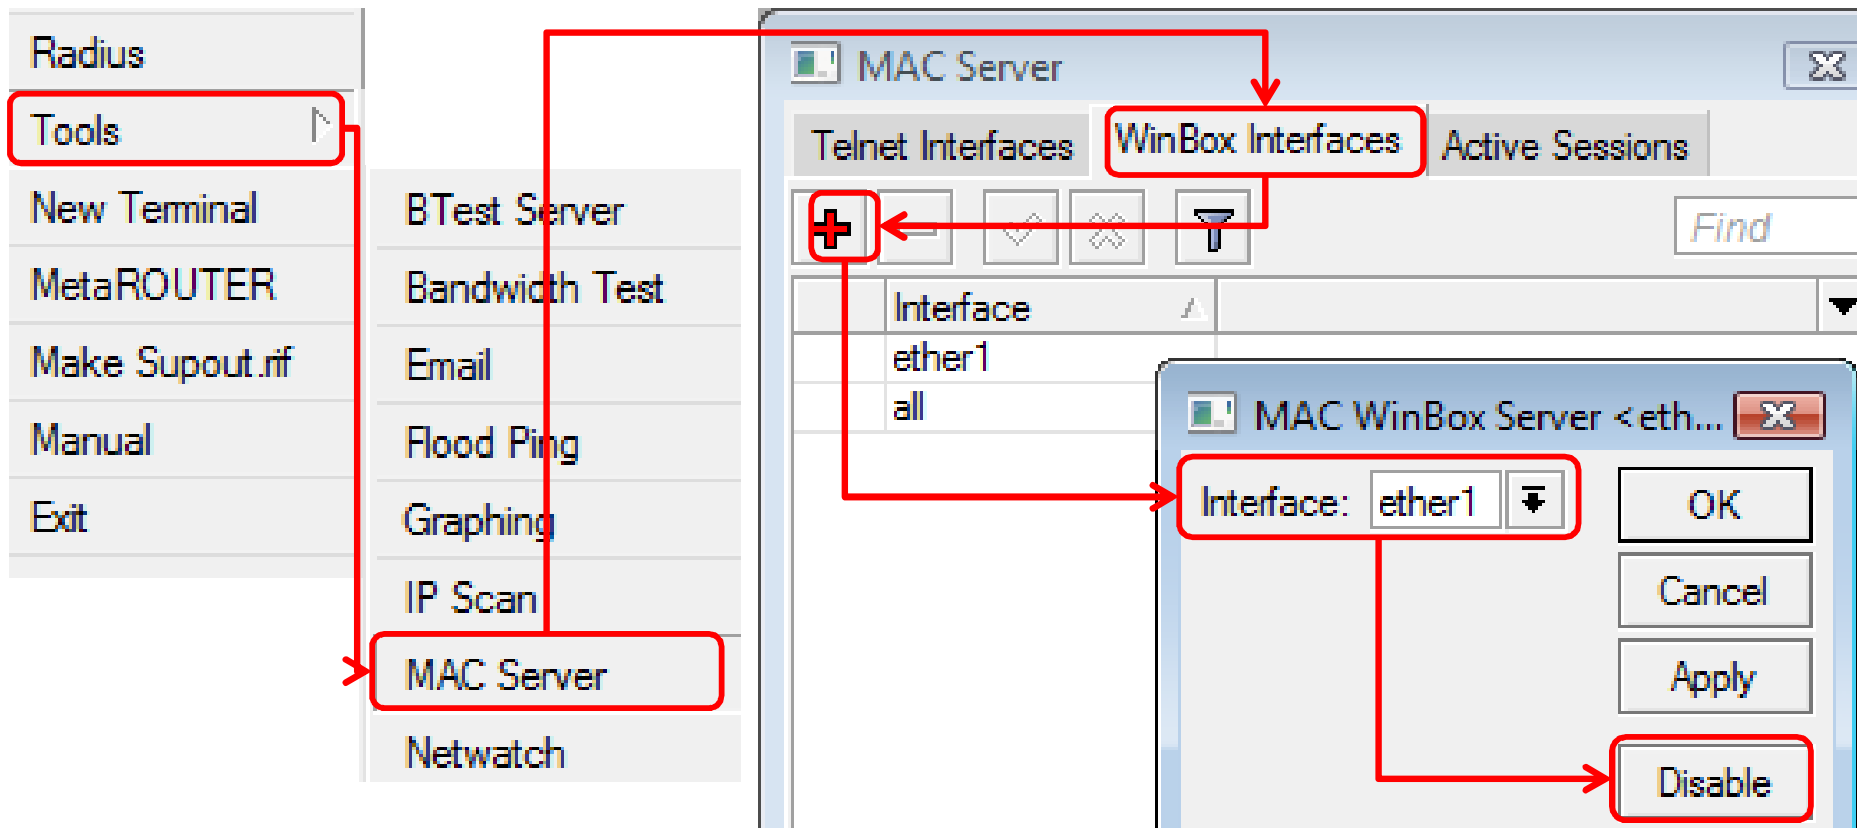 Radius
Tools
New Terminal
MetaROUTER
Make Supout.rif
Manual
Exit
BTest Server
Bandwidth Test
Email
Flood Ping
Graphing
IP Scan
MAC Server
Netwatch
MAC Server
Telnet Interfaces WinBox Interfaces Active Sessions
Find
Interface
ether1
all
MAC WinBox Server <eth...
Interface: ether1
OK
Cancel
Apply
Disable